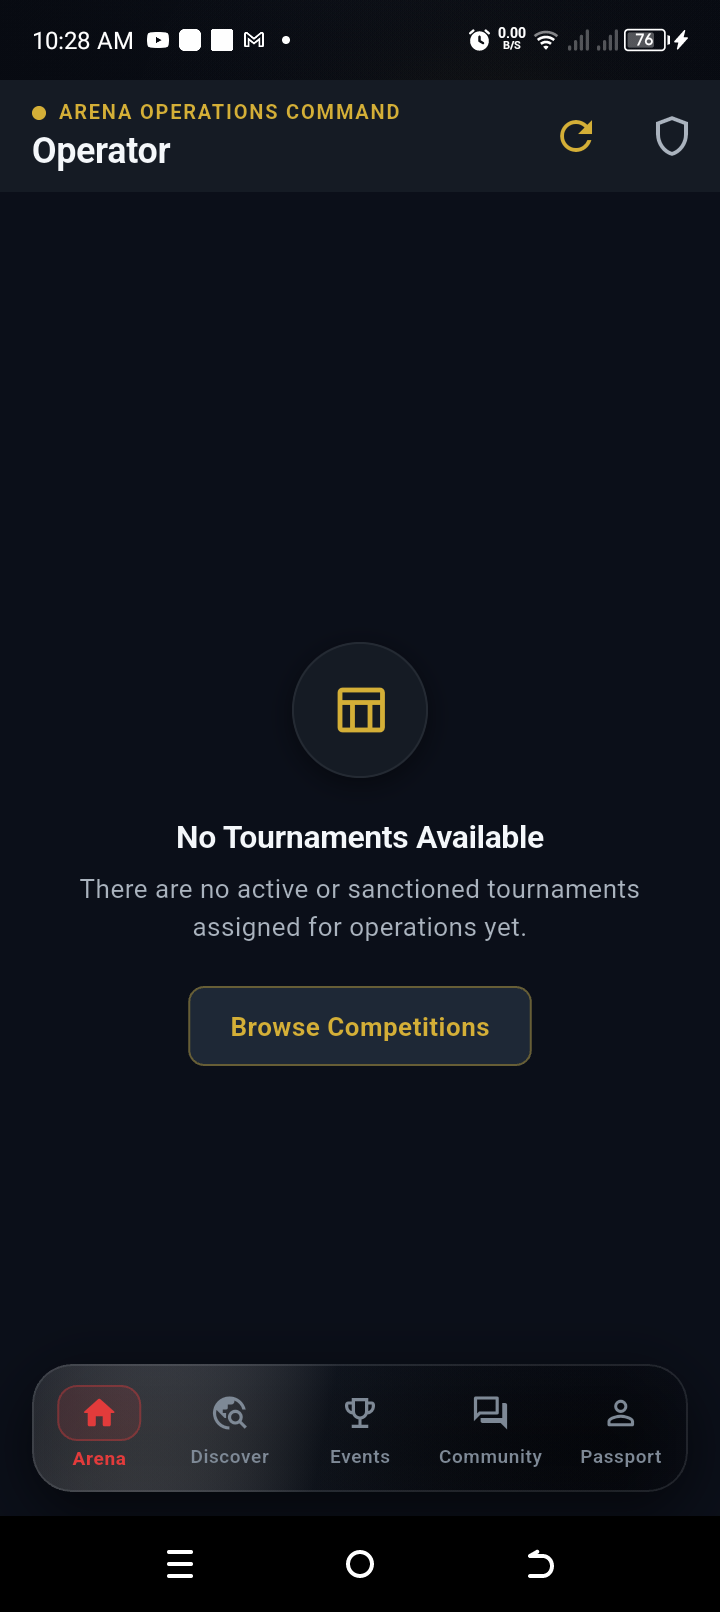 10:28 AM
0.00
B/S
76
ARENA OPERATIONS COMMAND
Operator
No Tournaments Available
There are no active or sanctioned tournaments
assigned for operations yet.
Browse Competitions
Arena
Discover
Events
Community
Passport